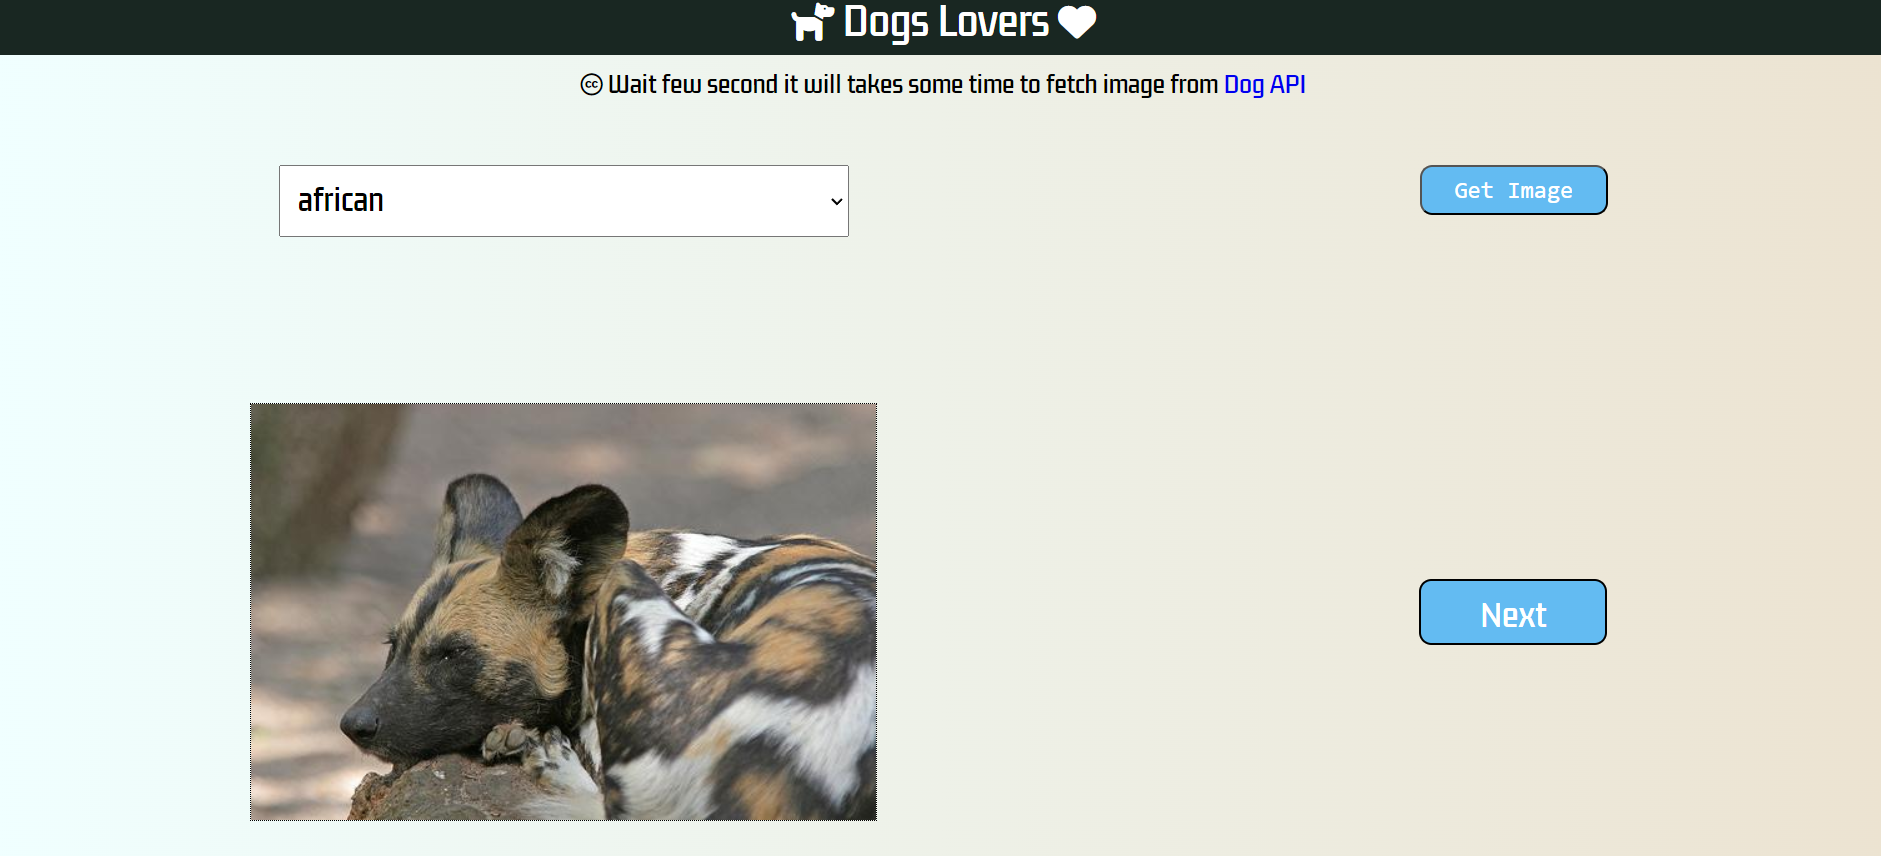 Dogs Lovers
cc Wait few second it will takes some time to fetch image from Dog API
african
Get Image
Next